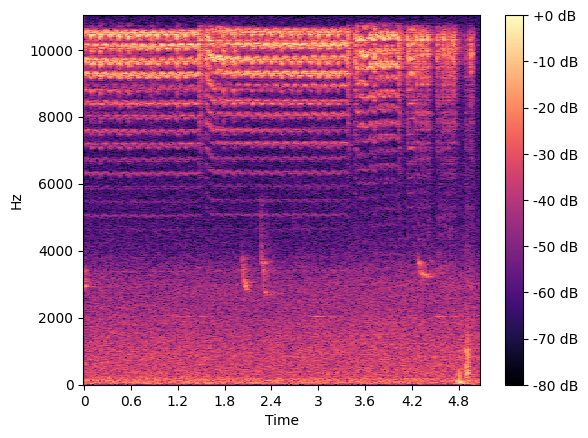 10000
8000
6000
4000
2000
0
Hz
0 0.6 1.2 1.8 2.4 3 3.6 4.2 4.8
Time
+0 dB
-10 dB
-20 dB
-30 dB
-40 dB
-50 dB
-60 dB
-70 dB
-80 dB